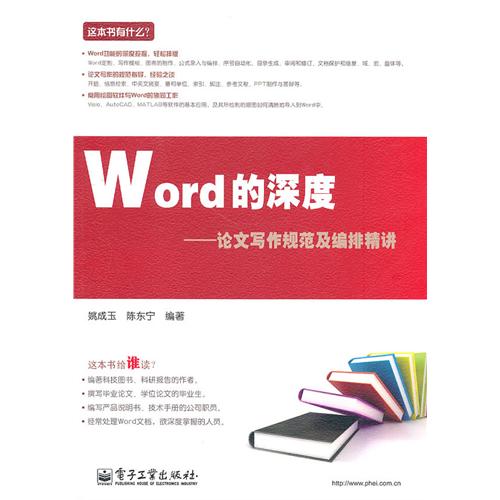 这本书有什么?
Word功能的深度挖掘,轻松排版
Word定制、写作模板、图表的制作、公式录入与编排、序号自动化、目录生成、审阅和修订、文档保护和信息、域、宏、盘体等。
论文写作的规范指导,经验之谈
开题、信息检索、中英文摘要、量和单位、索引、脚注、参考文献、PPT制作与答辩等。
常用绘图软件与Word的协同工作
Visio、AutoCAD、MATLAB等软件的基本应用,及其所绘制的插图如何清晰地导入到Word中。
Word的深度
——论文写作规范及编排精讲
姚成玉 陈东宁 编著
这本书给谁读?
编著科技图书、科研报告的作者。
撰写毕业论文、学位论文的毕业生。
编写产品说明书、技术手册的公司职员。
经常处理Word文档,欲深度掌握的人员。
电子工业出版社
PUBLISHING HOUSE OF ELECTRONICS INDUSTRY
http://www.phei.com.cn